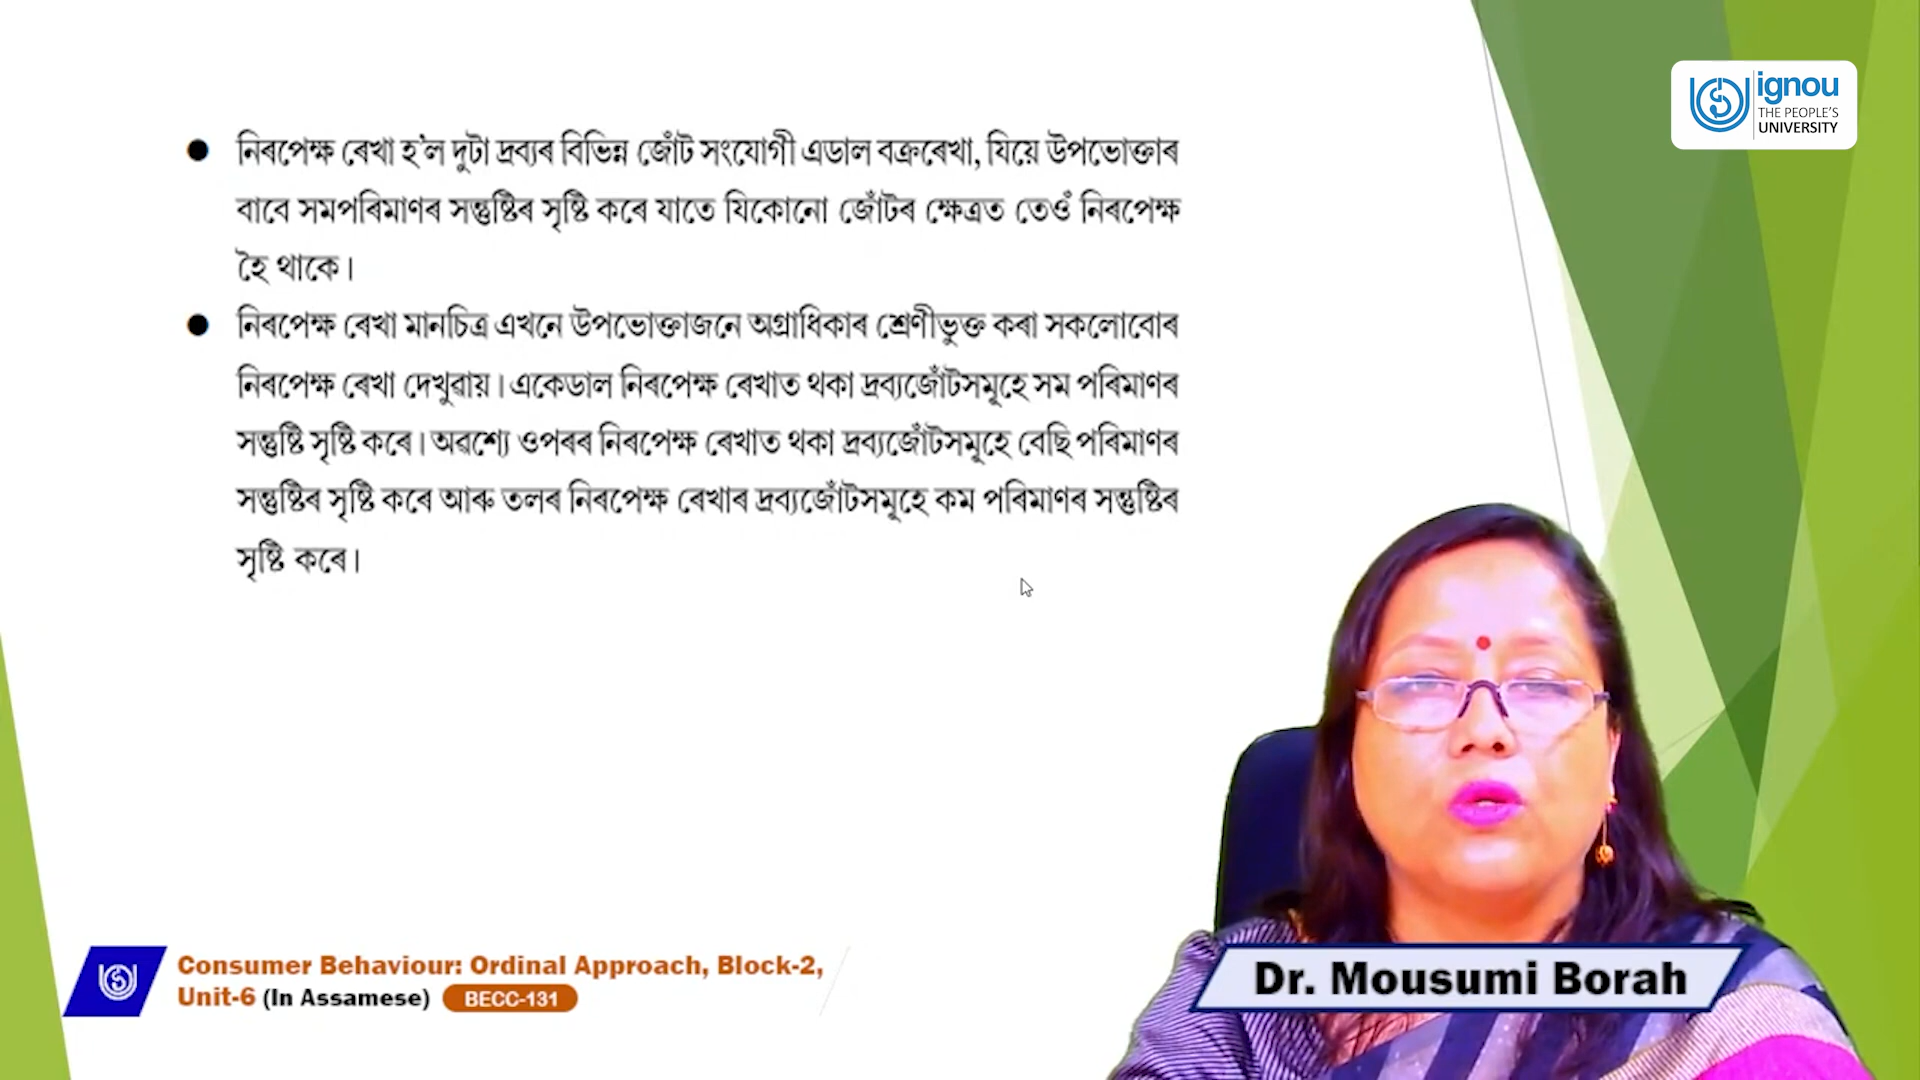 ignou
THE PEOPLE'S
UNIVERSITY
● নিৰপেক্ষ ৰেখা হ'ল দুটা দ্ৰব্যৰ বিভিন্ন জোঁট সংযোগী এডাল বক্ৰৰেখা, যিয়ে উপভোক্তাৰ
বাবে সমপৰিমাণৰ সন্তুষ্টিৰ সৃষ্টি কৰে যাতে যিকোনো জোঁটৰ ক্ষেত্ৰত তেওঁ নিৰপেক্ষ
হৈ থাকে।
● নিৰপেক্ষ ৰেখা মানচিত্ৰ এখনে উপভোক্তাজনে অগ্ৰাধিকাৰ শ্ৰেণীভুক্ত কৰা সকলোবোৰ
নিৰপেক্ষ ৰেখা দেখুৱায়। একেডাল নিৰপেক্ষ ৰেখাত থকা দ্ৰব্যজোঁটসমূহে সম পৰিমাণৰ
সন্তুষ্টি সৃষ্টি কৰে। অৱশ্যে ওপৰৰ নিৰপেক্ষ ৰেখাত থকা দ্ৰব্যজোঁটসমূহে বেছি পৰিমাণৰ
সন্তুষ্টিৰ সৃষ্টি কৰে আৰু তলৰ নিৰপেক্ষ ৰেখাৰ দ্ৰব্যজোঁটসমূহে কম পৰিমাণৰ সন্তুষ্টিৰ
সৃষ্টি কৰে।
Consumer Behaviour: Ordinal Approach, Block-2,
Unit-6 (In Assamese) BECC-131
Dr. Mousumi Borah